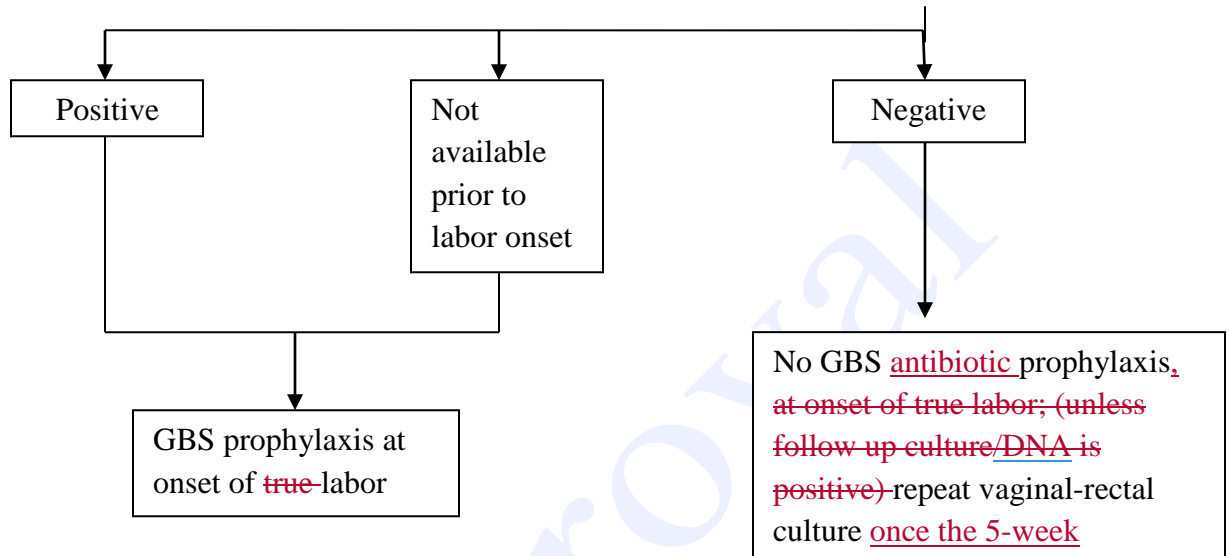 Positive
Not
available
prior to
labor onset
Negative
GBS prophylaxis at
onset of true labor
No GBS antibiotic prophylaxis,
at onset of true labor; (unless
follow up culture/DNA is
positive) repeat vaginal-rectal
culture once the 5-week
roval